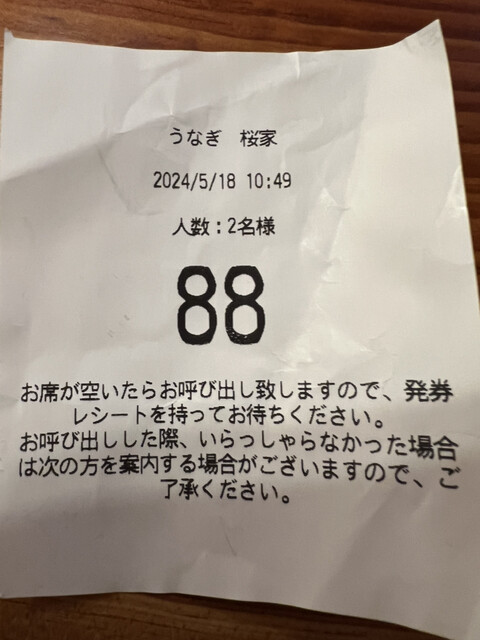 うなぎ　桜家
2024/5/18 10:49
人数：2名様
88
お席が空いたらお呼び出し致しますので、発券
レシートを持ってお待ちください。
お呼び出しした際、いらっしゃらなかった場合
は次の方を案内する場合がございますので、ご
了承ください。